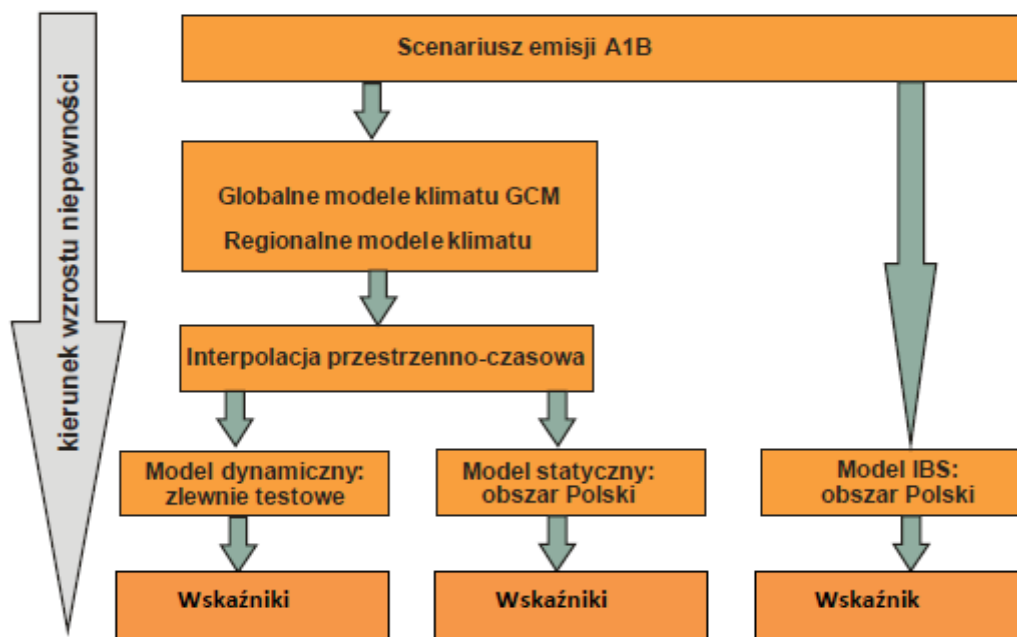 kierunek wzrostu niepewności
Scenariusz emisji A1B
Globalne modele klimatu GCM
Regionalne modele klimatu
Interpolacja przestrzenno-czasowa
Model dynamiczny:
zlewnie testowe
Model statyczny:
obszar Polski
Model IBS:
obszar Polski
Wskaźniki
Wskaźniki
Wskaźnik